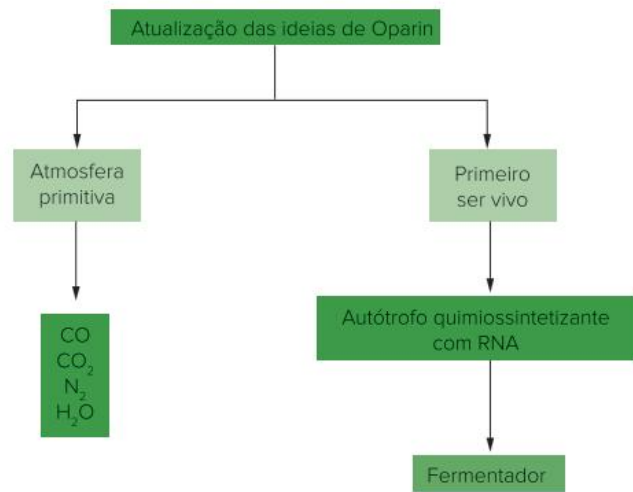 Atualização das ideias de Oparin
Atmosfera
primitiva
Primeiro
ser vivo
CO
CO₂
N₂
H₂O
Autótrofo quimiossintetizante
com RNA
Fermentador